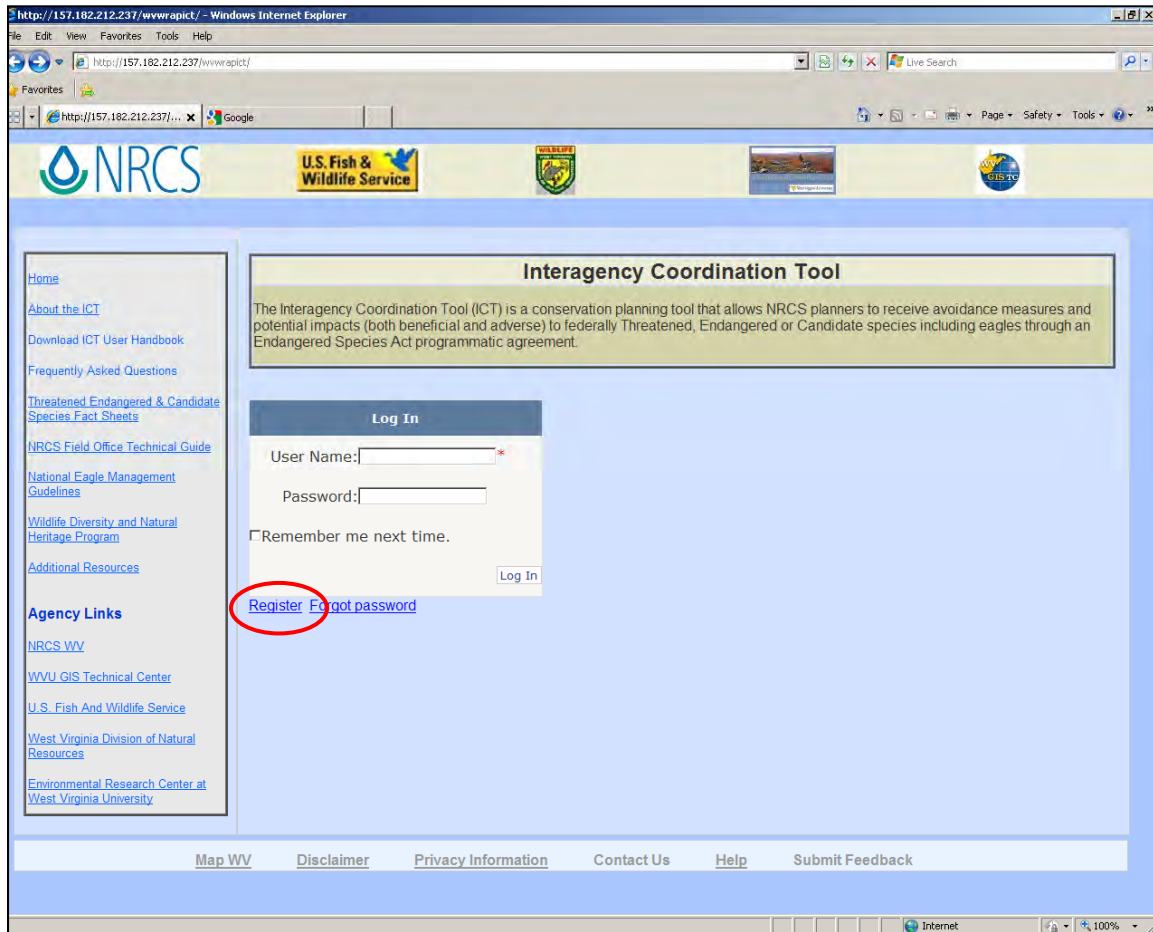 http://157.182.212.237/wvwrapict/ - Windows Internet Explorer
File Edit View Favorites Tools Help
http://157.182.212.237/wvwrapict/
Live Search
Favorites
http://157.182.212.237/... Google
Page Safety Tools
NRCS
U.S. Fish &
Wildlife Service
WILDLIFE
WV
GIS TC
Home
About the ICT
Download ICT User Handbook
Frequently Asked Questions
Threatened Endangered & Candidate
Species Fact Sheets
NRCS Field Office Technical Guide
National Eagle Management
Gudelines
Wildlife Diversity and Natural
Heritage Program
Additional Resources
Agency Links
NRCS WV
WVU GIS Technical Center
U.S. Fish And Wildlife Service
West Virginia Division of Natural
Resources
Environmental Research Center at
West Virginia University
Interagency Coordination Tool
The Interagency Coordination Tool (ICT) is a conservation planning tool that allows NRCS planners to receive avoidance measures and
potential impacts (both beneficial and adverse) to federally Threatened, Endangered or Candidate species including eagles through an
Endangered Species Act programmatic agreement.
Log In
User Name: *
Password:
Remember me next time.
Log In
Register Forgot password
Map WV Disclaimer Privacy Information Contact Us Help Submit Feedback
Internet 100%